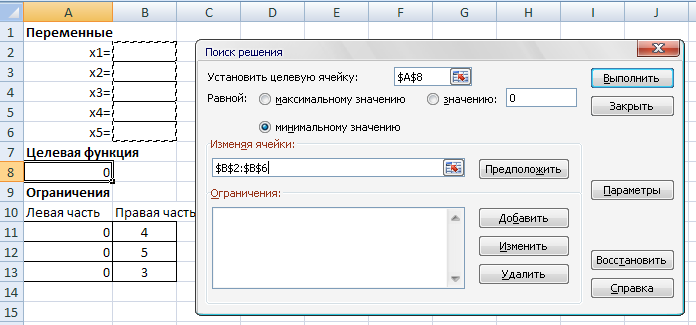 A B C D E F G H I J
1 Переменные
2 x1=
3 x2=
4 x3=
5 x4=
6 x5=
7 Целевая функция
8 0
9 Ограничения
10 Левая часть Правая часть
11 0 4
12 0 5
13 0 3
14
15
Поиск решения
Установить целевую ячейку: $A$8 Выполнить
Равной: максимальному значению значению: 0 Закрыть
минимальному значению
Изменяя ячейки:
$B$2:$B$6 Предположить
Ограничения: Параметры
Добавить
Изменить
Удалить Восстановить
Справка